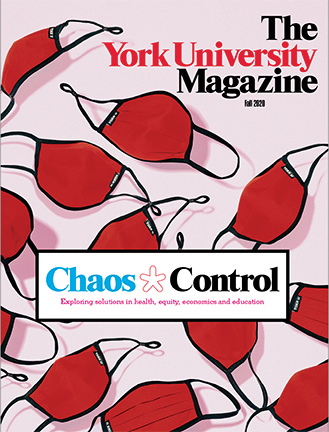 The
York University
Magazine
Fall 2020
Chaos * Control
Exploring solutions in health, equity, economics and education